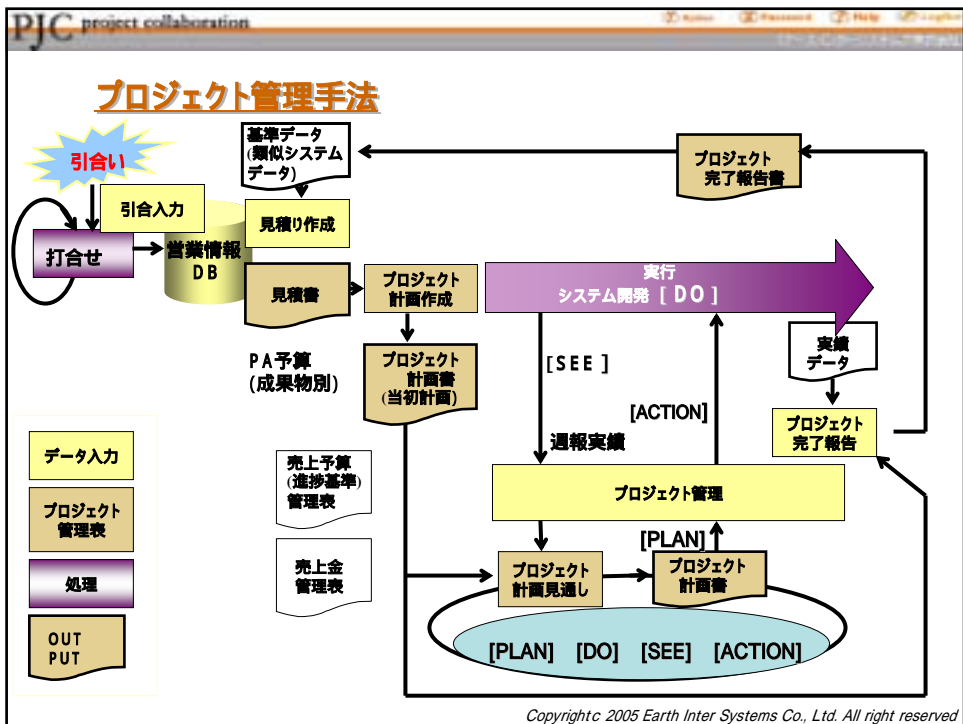 PJC project collaboration
Help
プロジェクト管理手法
引合い
基準データ
(類似システム
データ)
プロジェクト
完了報告書
引合入力
見積り作成
打合せ
営業情報
DB
見積書
プロジェクト
計画作成
実行
システム開発 [ DO ]
PA予算
(成果物別)
プロジェクト
計画書
(当初計画)
[SEE ]
[ACTION]
実績
データ
週報実績
プロジェクト
完了報告
データ入力
プロジェクト
管理表
処理
OUT
PUT
売上予算
(進捗基準)
管理表
売上金
管理表
プロジェクト管理
[PLAN]
プロジェクト
計画見通し
プロジェクト
計画書
[PLAN] [DO] [SEE] [ACTION]
Copyrightc 2005 Earth Inter Systems Co., Ltd. All right reserved